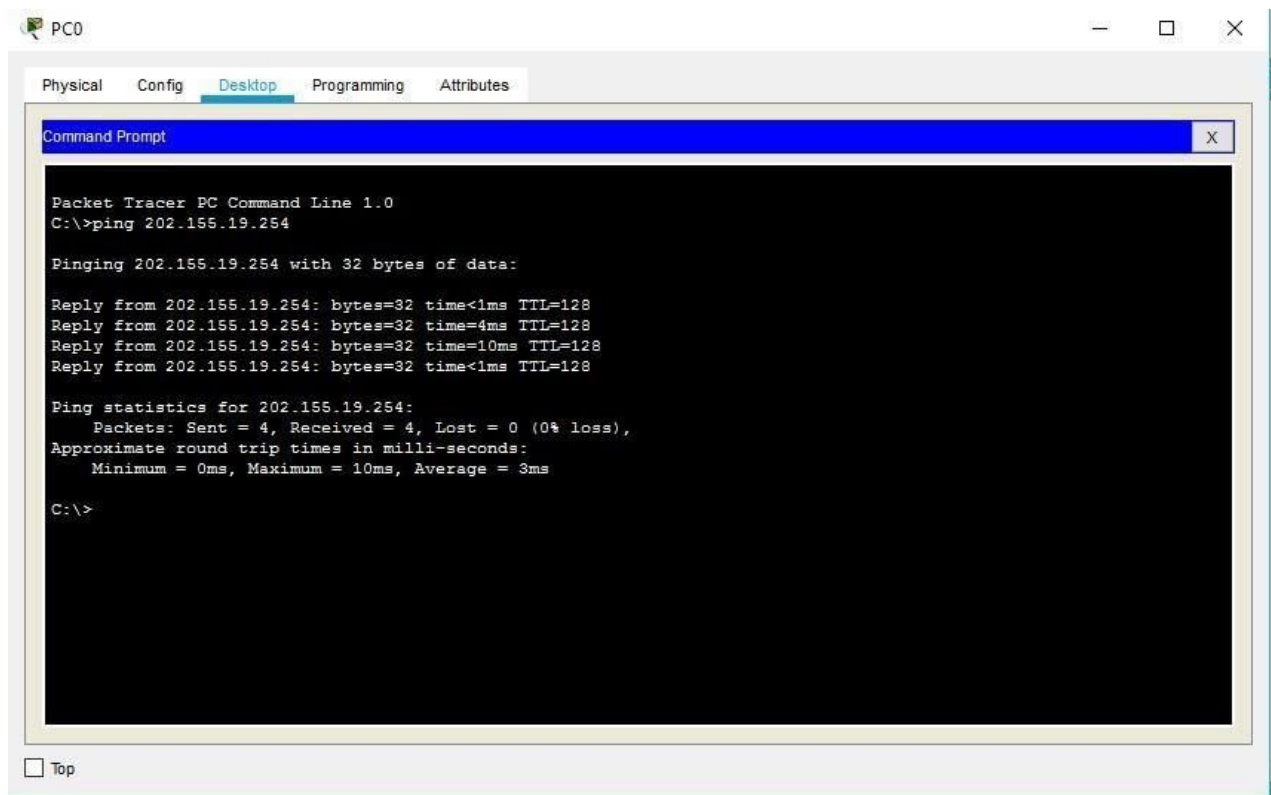 PC0
Physical Config Desktop Programming Attributes
Command Prompt
X
Packet Tracer PC Command Line 1.0
C:\>ping 202.155.19.254
Pinging 202.155.19.254 with 32 bytes of data:
Reply from 202.155.19.254: bytes=32 time<1ms TTL=128
Reply from 202.155.19.254: bytes=32 time=4ms TTL=128
Reply from 202.155.19.254: bytes=32 time=10ms TTL=128
Reply from 202.155.19.254: bytes=32 time<1ms TTL=128
Ping statistics for 202.155.19.254:
    Packets: Sent = 4, Received = 4, Lost = 0 (0% loss),
Approximate round trip times in milli-seconds:
    Minimum = 0ms, Maximum = 10ms, Average = 3ms
C:\>
Top